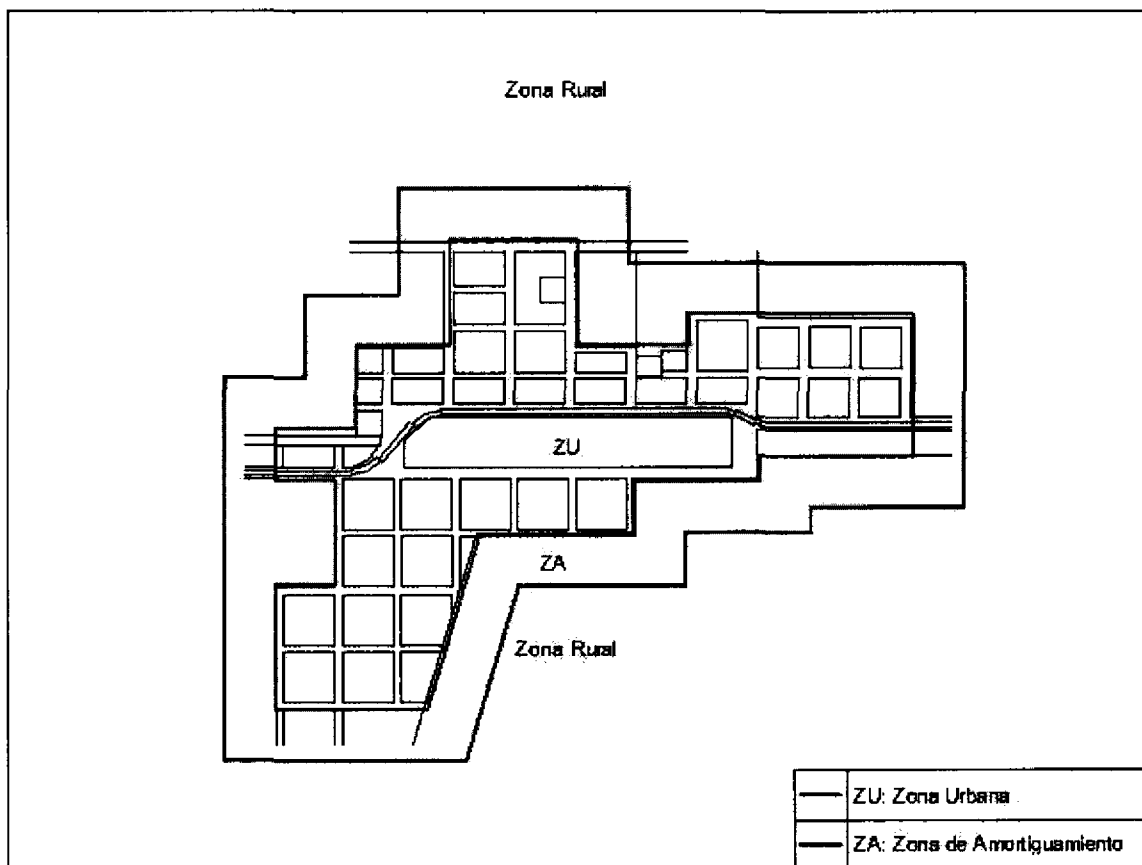 Zona Rural
ZU
ZA
Zona Rural
ZU: Zona Urbana
ZA: Zona de Amortiguamiento